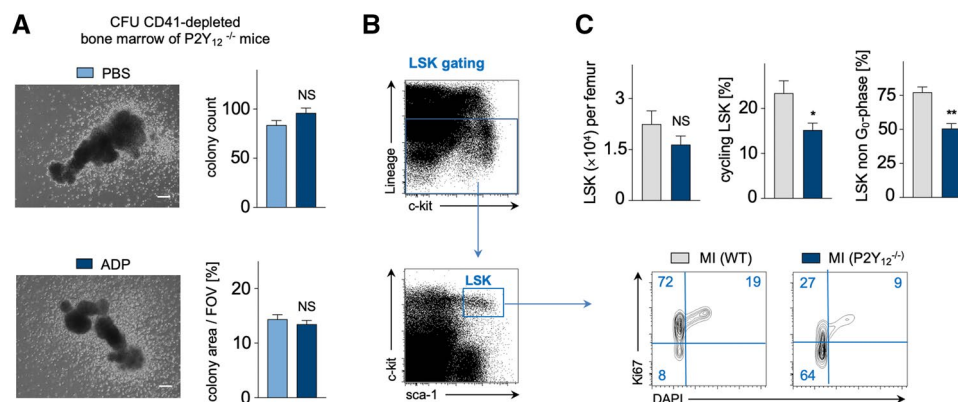 A
CFU CD41-depleted
bone marrow of P2Y12 -/- mice
PBS
NS
100
50
0
colony count
ADP
NS
20
10
0
colony area / FOV [%]
B
LSK gating
Lineage
c-kit
LSK
c-kit
sca-1
C
3
1.5
0
LSK (×10⁴) per femur
NS
20
10
0
cycling LSK [%]
*
75
50
25
0
LSK non G0-phase [%]
**
MI (WT)
MI (P2Y12-/-)
72
19
8
27
9
64
Ki67
DAPI